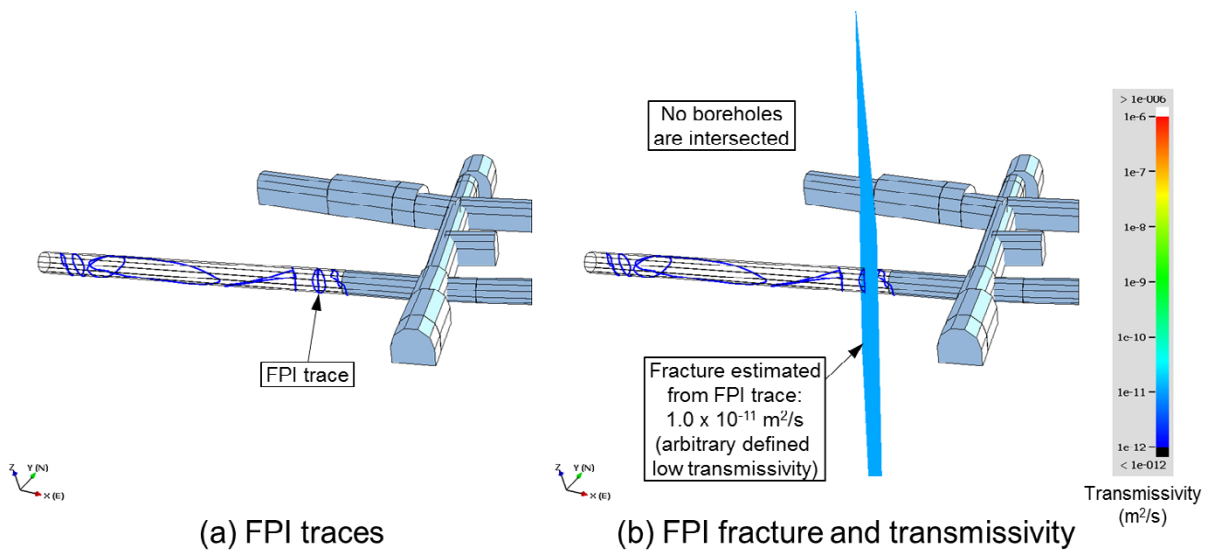 FPI trace
Z
Y (N)
X (E)
(a) FPI traces
No boreholes
are intersected
Fracture estimated
from FPI trace:
1.0 x 10⁻¹¹ m²/s
(arbitrary defined
low transmissivity)
Z
Y (N)
X (E)
(b) FPI fracture and transmissivity
> 1e-006
1e-6
1e-7
1e-8
1e-9
1e-10
1e-11
1e-12
< 1e-012
Transmissivity
(m²/s)